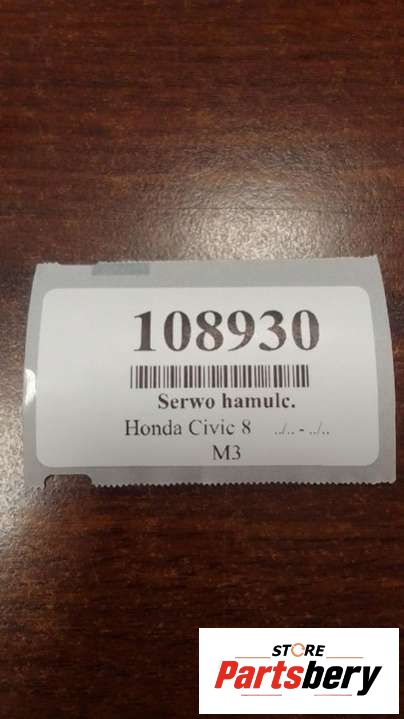 108930
Serwo hamulc.
Honda Civic 8 ../.. - ../..
M3
STORE
Partsbery